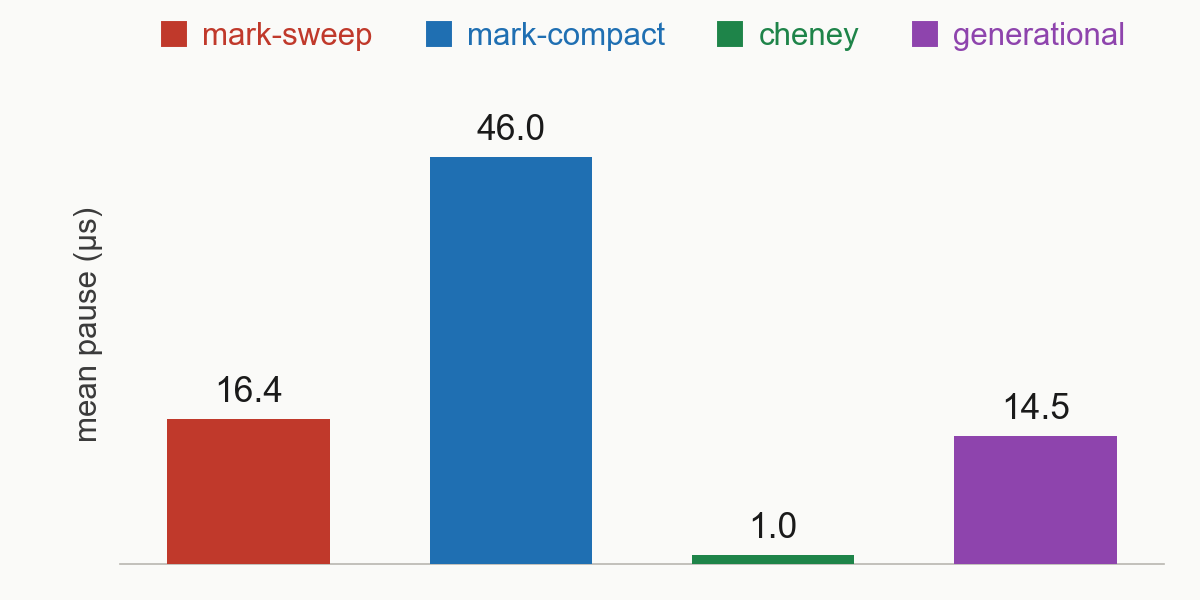 mark-sweep mark-compact cheney generational
mean pause (µs)
46.0
16.4
14.5
1.0